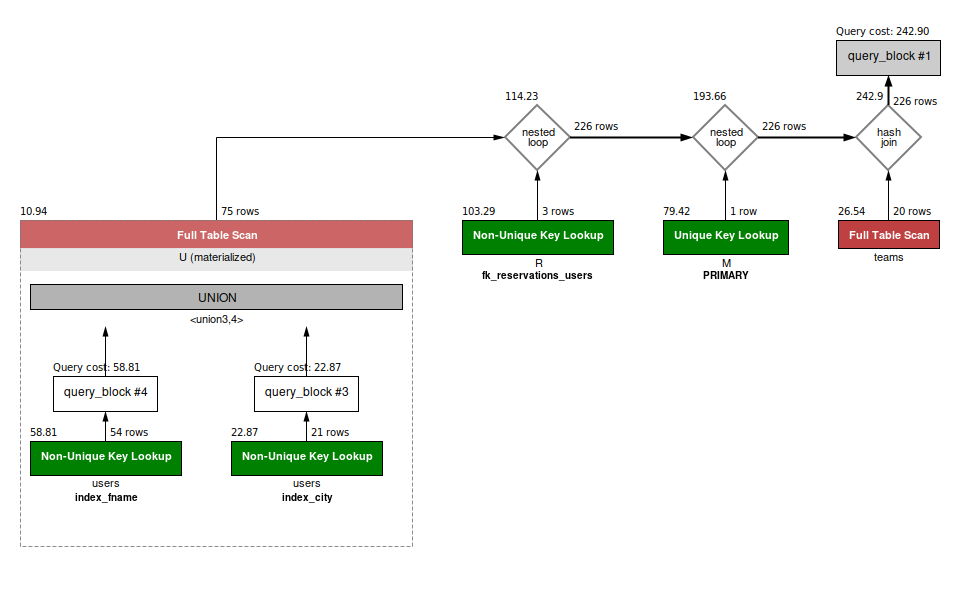 Query cost: 242.90
query_block #1
114.23
193.66
242.9
226 rows
nested
loop
226 rows
nested
loop
226 rows
hash
join
10.94
75 rows
103.29
3 rows
79.42
1 row
26.54
20 rows
Full Table Scan
Non-Unique Key Lookup
Unique Key Lookup
Full Table Scan
U (materialized)
R
fk_reservations_users
M
PRIMARY
teams
UNION
<union3,4>
Query cost: 58.81
Query cost: 22.87
query_block #4
query_block #3
58.81
54 rows
22.87
21 rows
Non-Unique Key Lookup
Non-Unique Key Lookup
users
index_fname
users
index_city